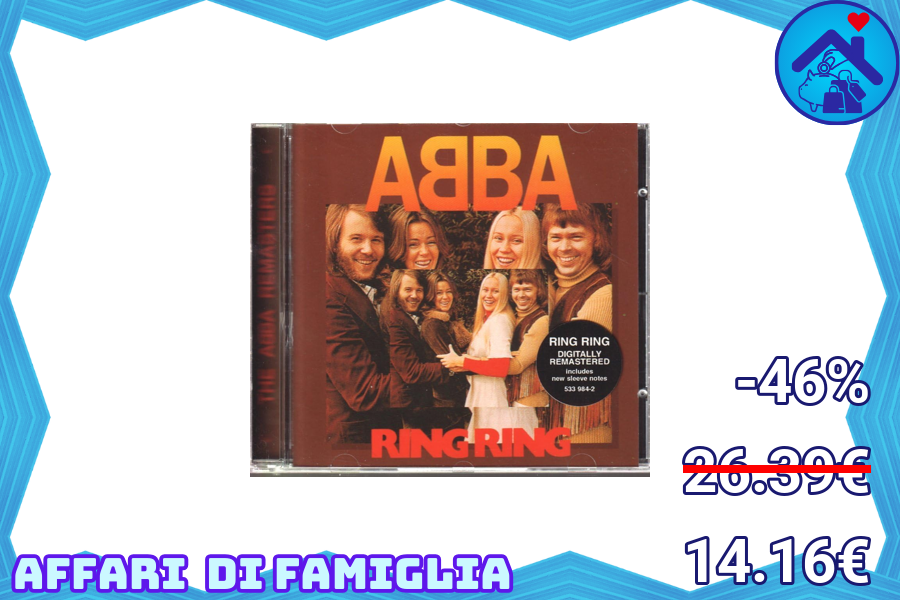 ABBA
THE ABBA REMASTERS
RING RING
DIGITALLY
REMASTERED
includes
new sleeve notes
533 984-2
RING RING
-46%
26.39€
14.16€
AFFARI DI FAMIGLIA